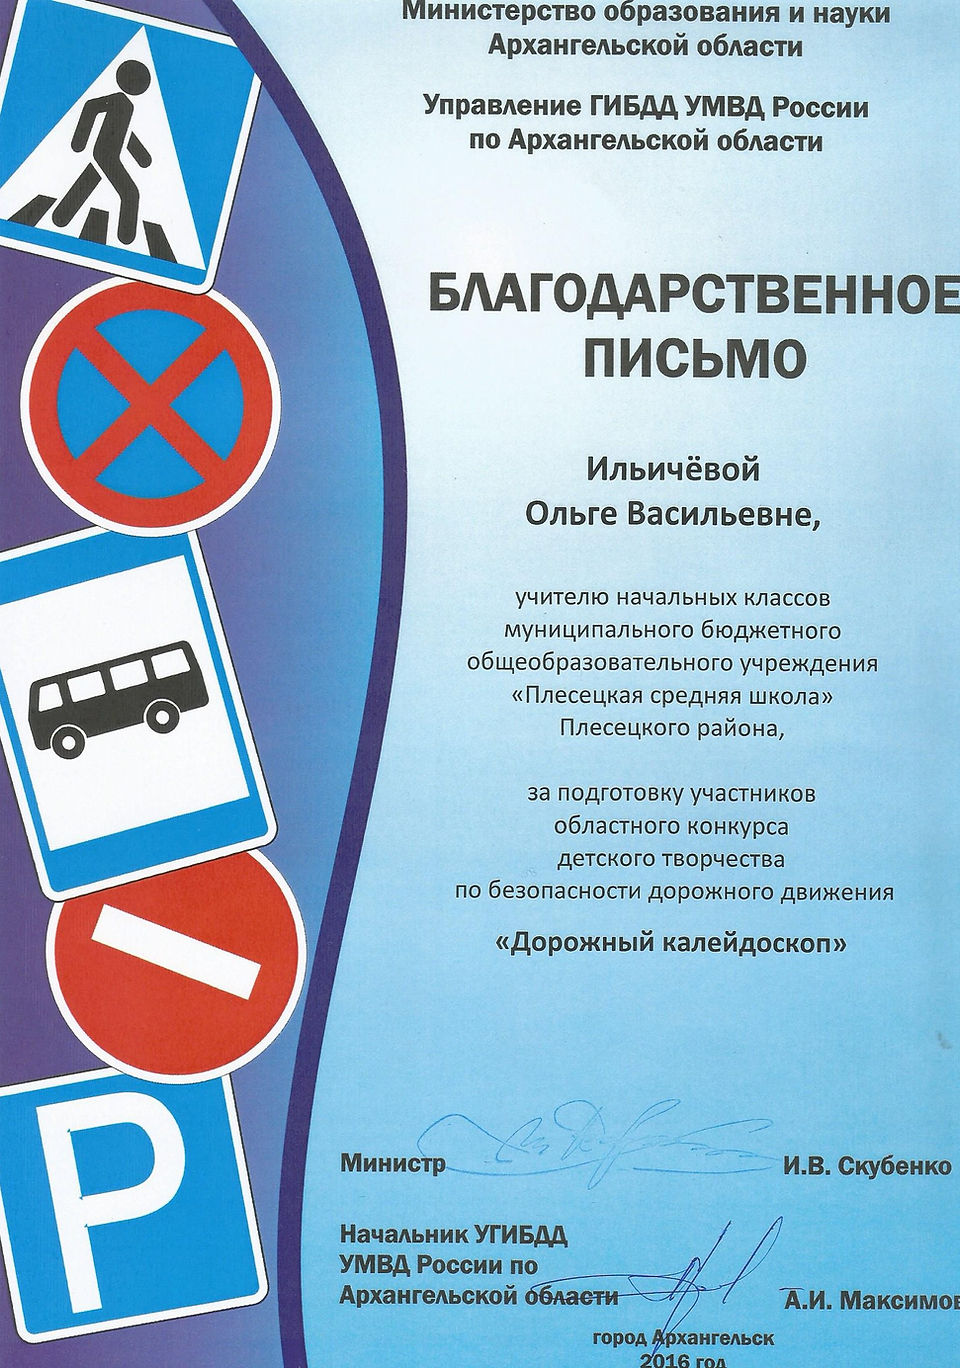 Министерство образования и науки
Архангельской области
Управление ГИБДД УМВД России
по Архангельской области
БЛАГОДАРСТВЕННОЕ
ПИСЬМО
Ильичёвой
Ольге Васильевне,
учителю начальных классов
муниципального бюджетного
общеобразовательного учреждения
«Плесецкая средняя школа»
Плесецкого района,
за подготовку участников
областного конкурса
детского творчества
по безопасности дорожного движения
«Дорожный калейдоскоп»
Министр И.В. Скубенко
Начальник УГИБДД
УМВД России по
Архангельской области А.И. Максимов
город Архангельск
2016 год
P